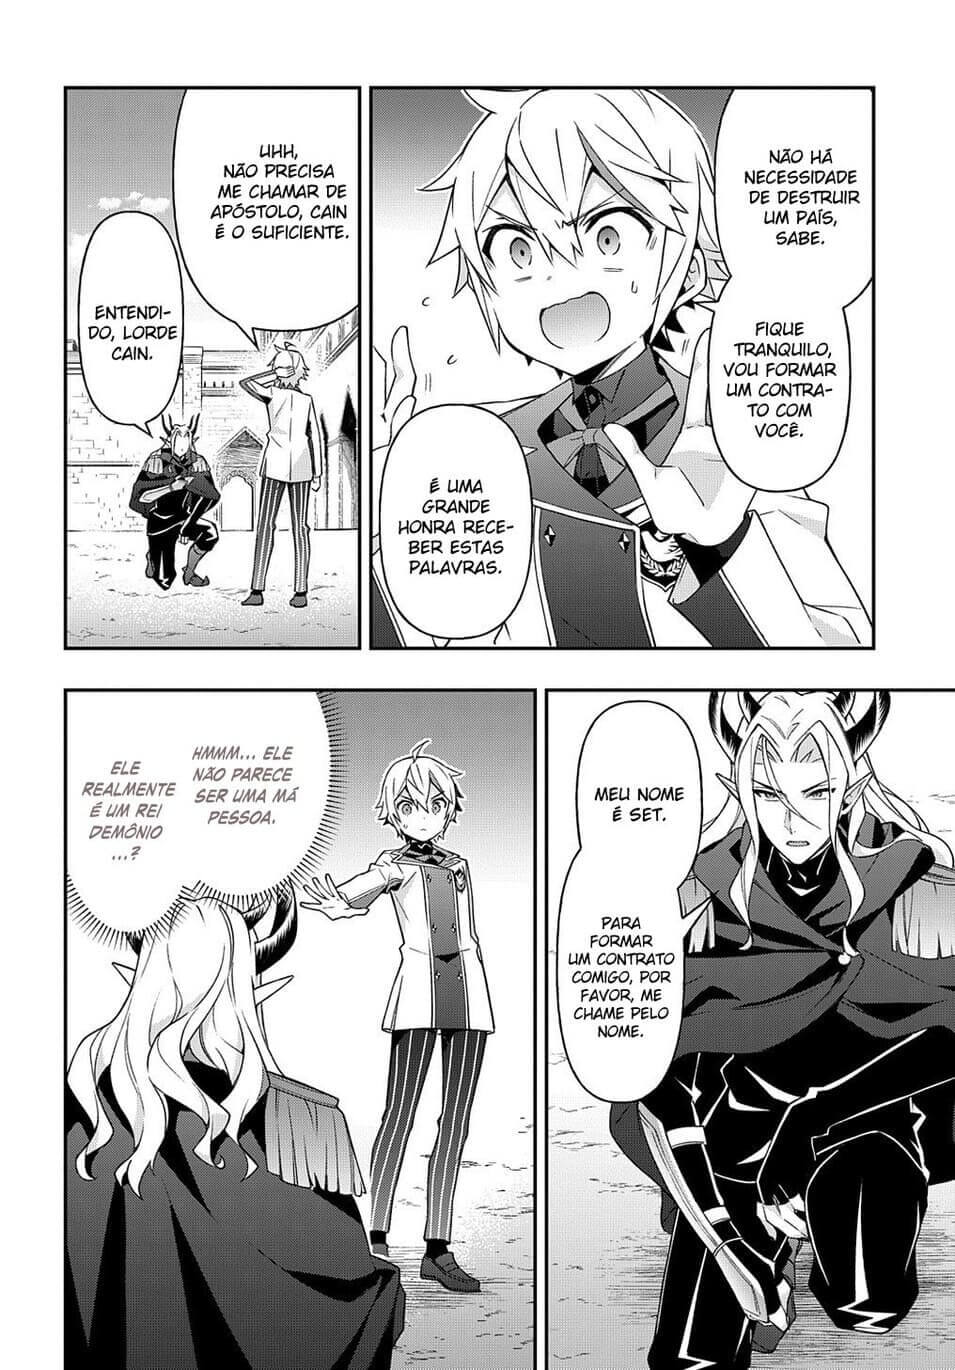 NÃO HÁ
NECESSIDADE
DE DESTRUIR
UM PAÍS,
SABE.
FIQUE
TRANQUILO,
VOU FORMAR
UM CONTRA-
TO COM
VOCÊ.
É UMA
GRANDE
HONRA RECE-
BER ESTAS
PALAVRAS.
UHH,
NÃO PRECISA
ME CHAMAR DE
APÓSTOLO, CAIN
É O SUFICIENTE.
ENTENDI-
DO, LORDE
CAIN.
MEU NOME
É SET.
PARA
FORMAR
UM CONTRATO
COMIGO, POR
FAVOR, ME
CHAME PELO
NOME.
HMMM... ELE
NÃO PARECE
SER UMA MÁ
PESSOA.
ELE
REALMENTE
É UM REI
DEMÔNIO
...?